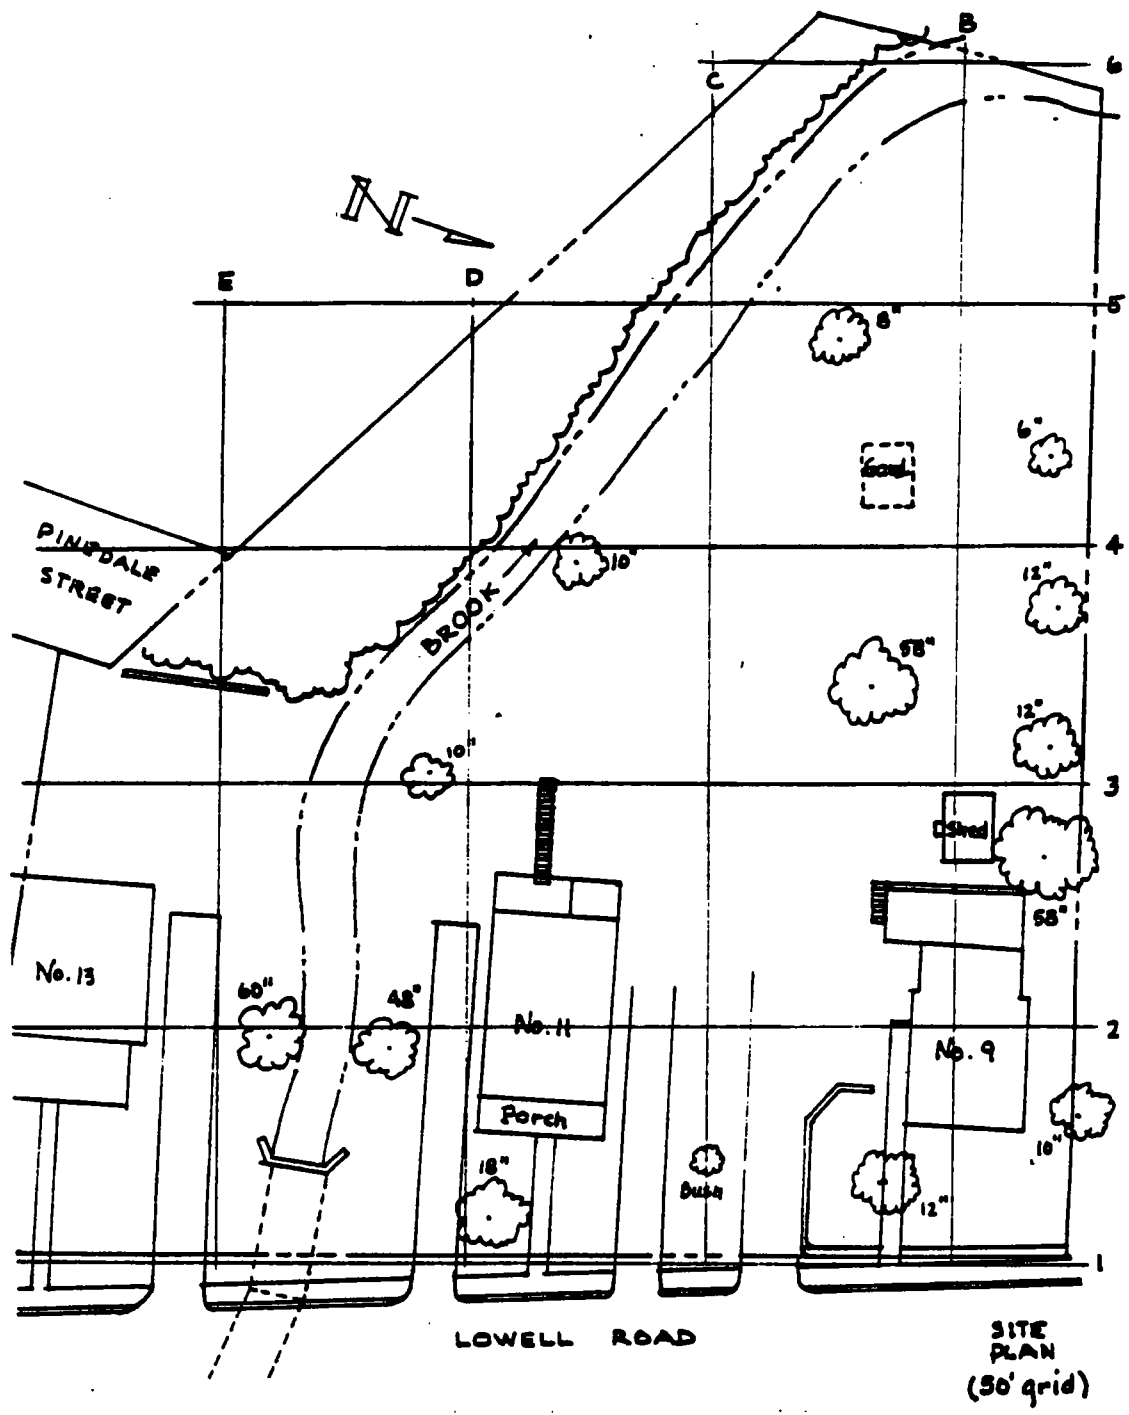 B
6
C
N
E
D
5
8"
6"
Gard.
PINEDALE
STREET
4
10"
12"
BROOK
58"
12"
10"
3
Shed
58"
No. 13
60"
48"
No. 11
2
No. 9
Porch
10"
18"
Bush
12"
1
LOWELL ROAD
SITE
PLAN
(50' grid)